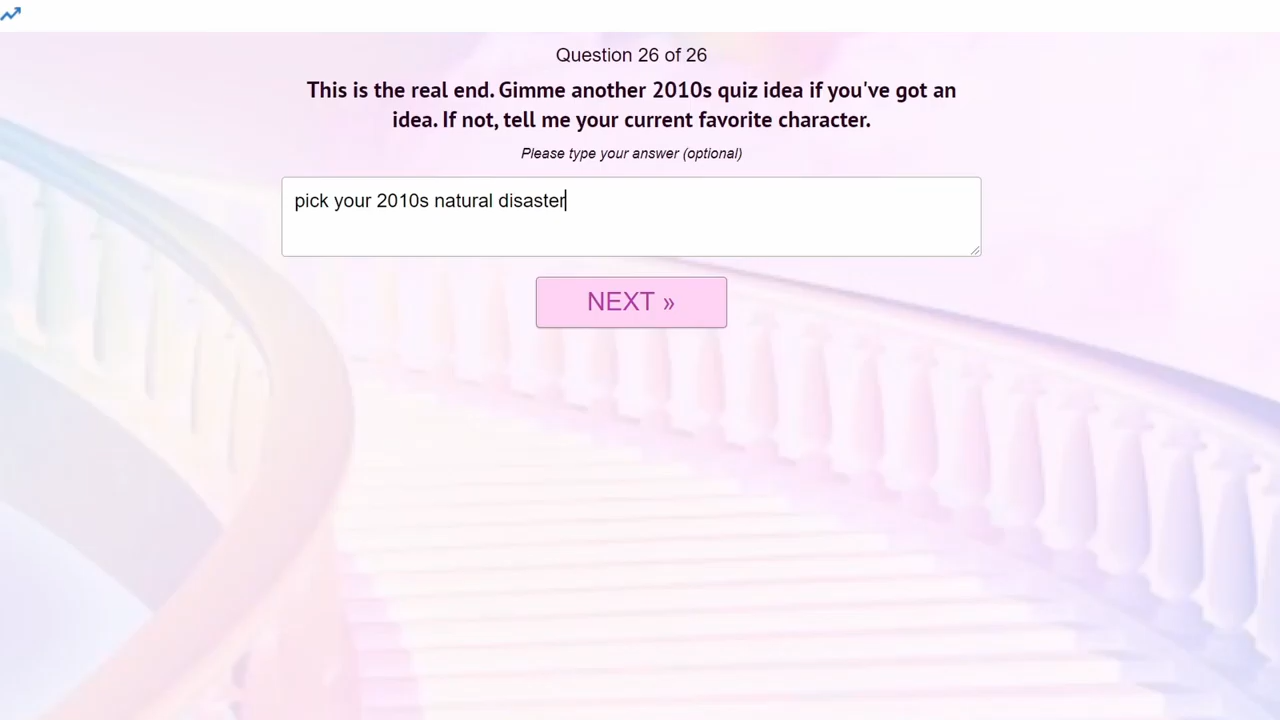 Question 26 of 26
This is the real end. Gimme another 2010s quiz idea if you've got an
idea. If not, tell me your current favorite character.
Please type your answer (optional)
pick your 2010s natural disaster
NEXT »